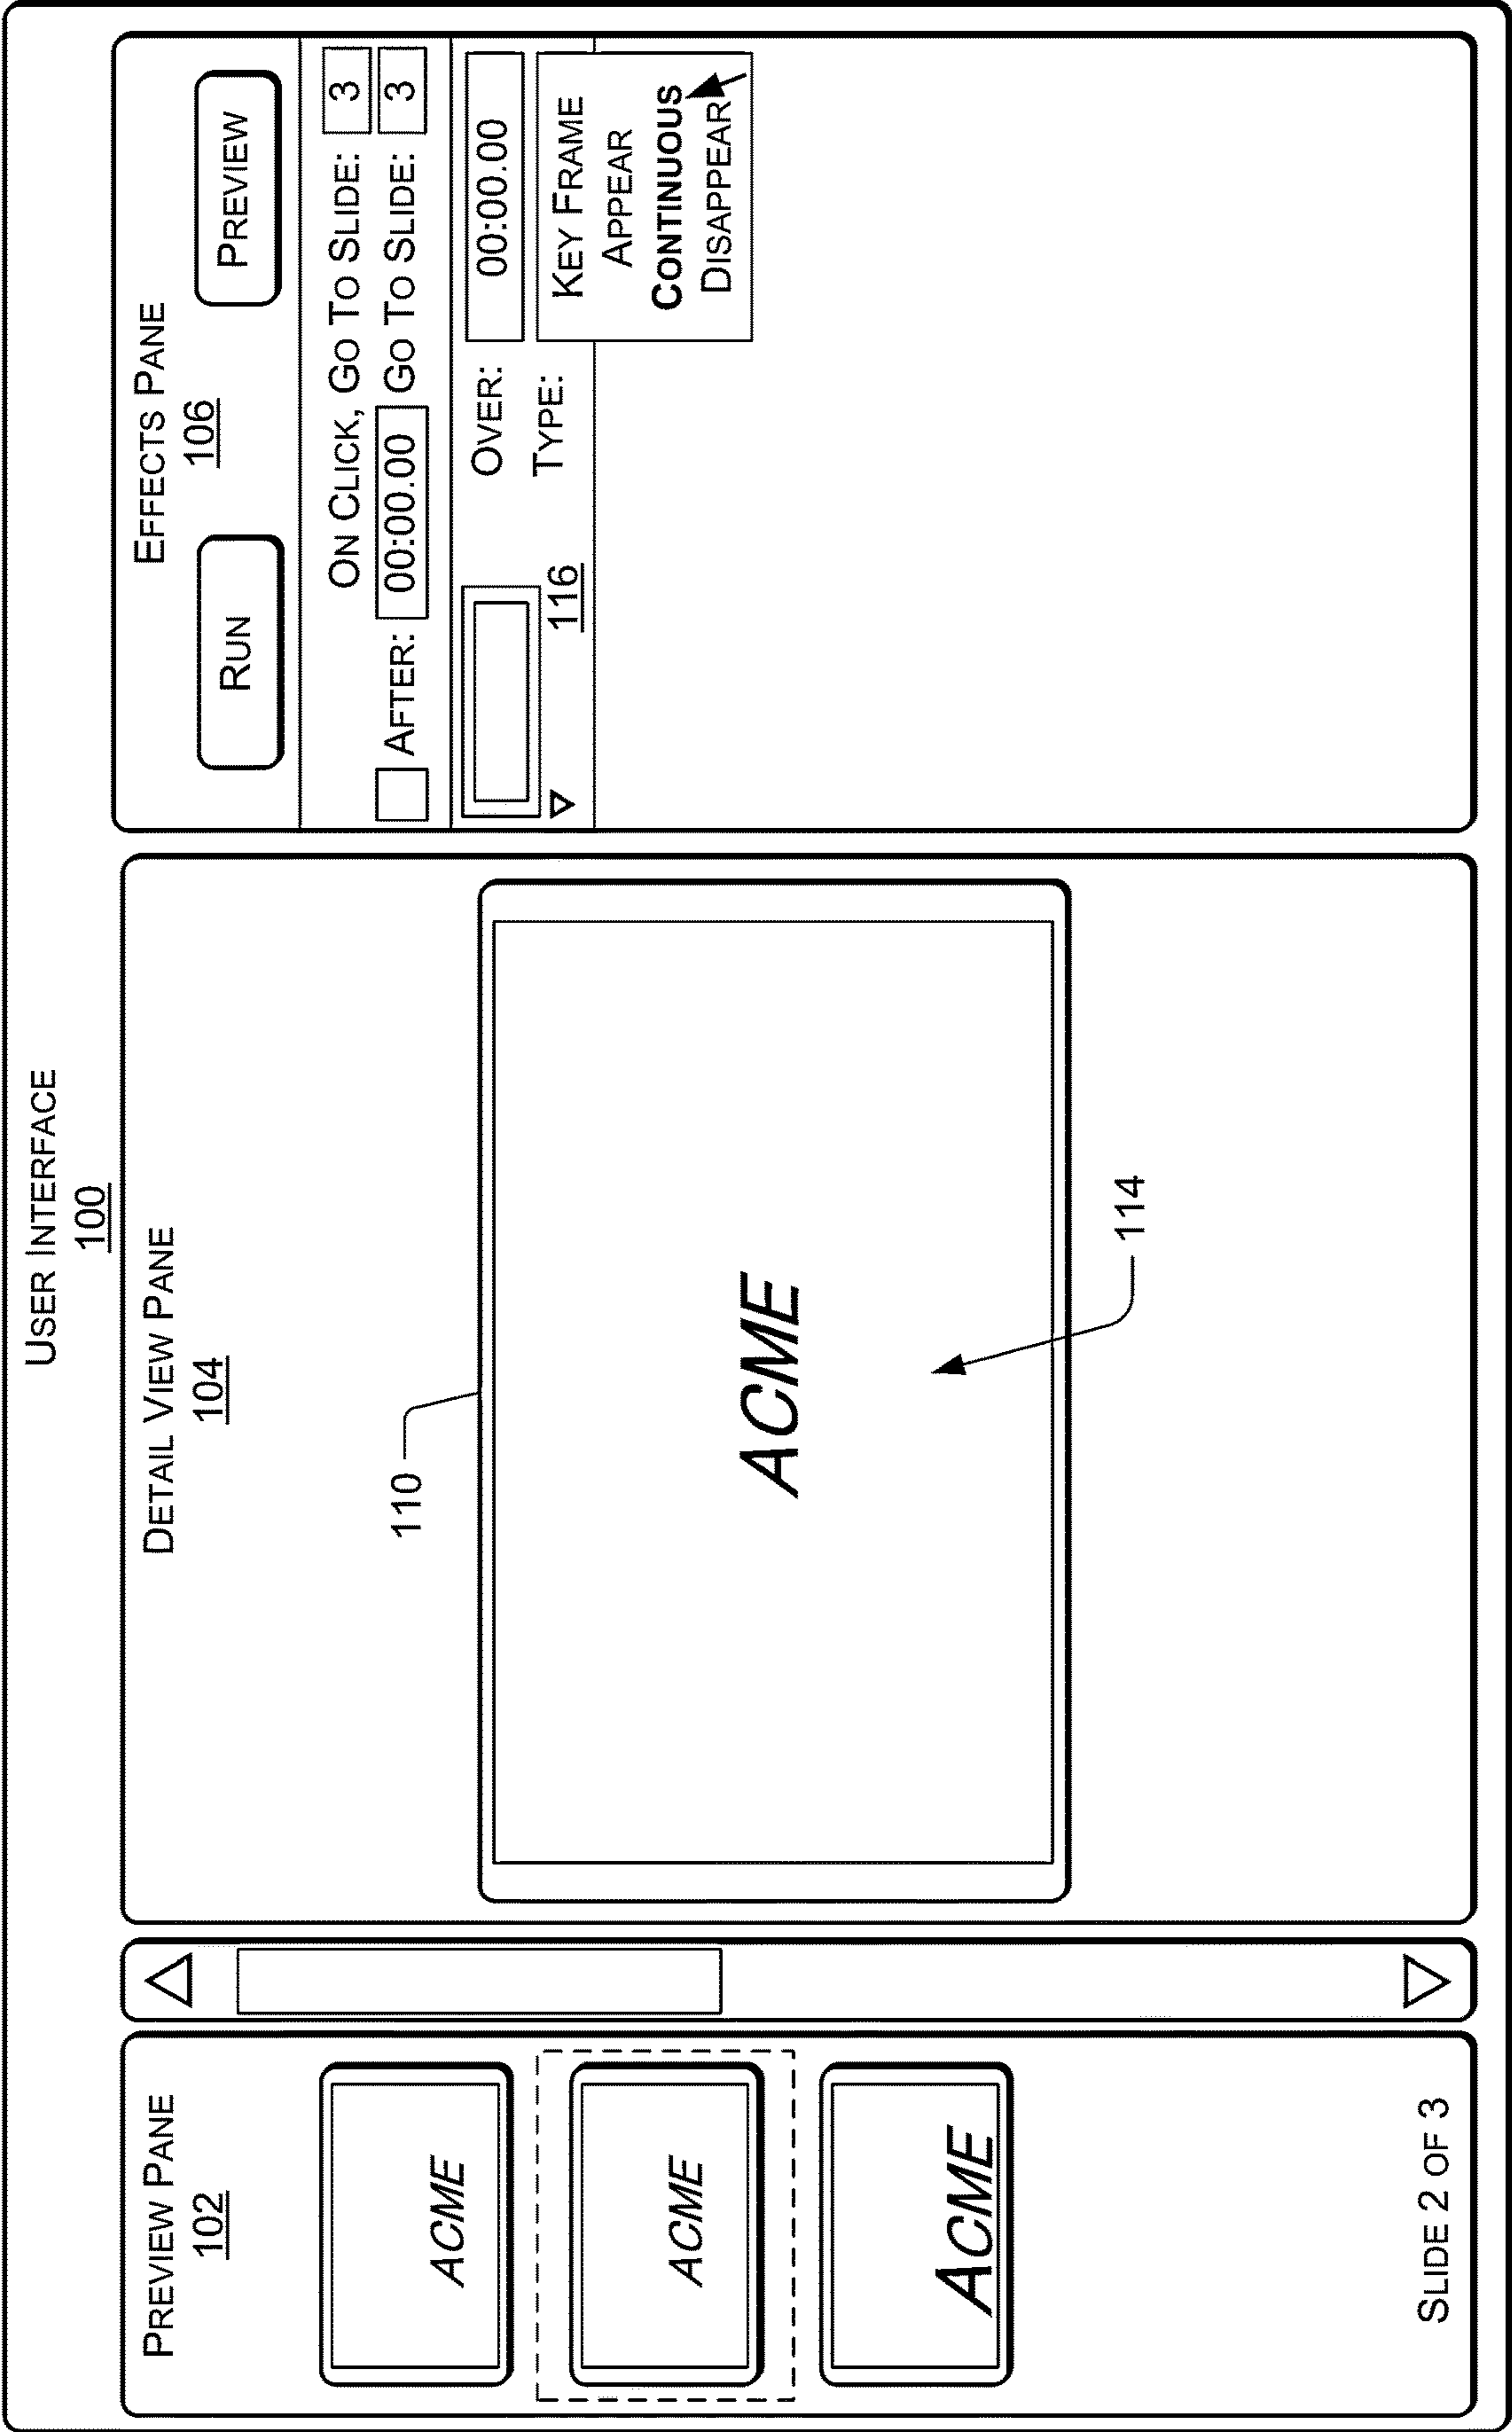 USER INTERFACE
100
PREVIEW PANE
102
ACME
ACME
ACME
SLIDE 2 OF 3
DETAIL VIEW PANE
104
110
ACME
114
EFFECTS PANE
106
RUN
PREVIEW
ON CLICK, GO TO SLIDE: 3
AFTER: 00:00.00 GO TO SLIDE: 3
OVER: 00:00.00
116
TYPE:
KEY FRAME
APPEAR
CONTINUOUS
DISAPPEAR